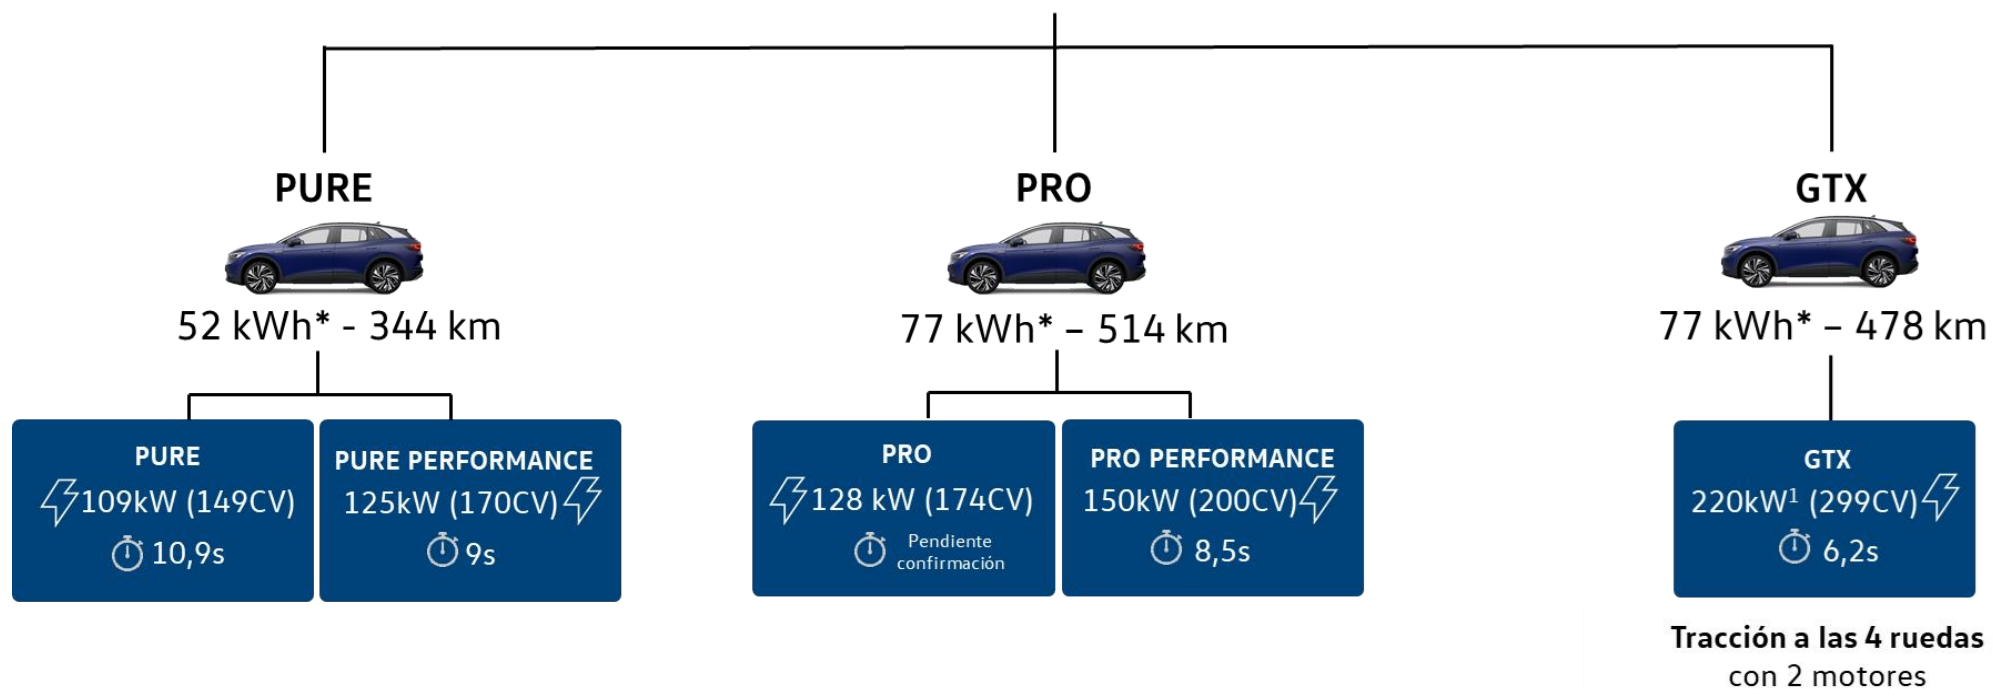 PURE
52 kWh* - 344 km
PURE
109kW (149CV)
10,9s
PURE PERFORMANCE
125kW (170CV)
9s
PRO
77 kWh* – 514 km
PRO
128 kW (174CV)
Pendiente
confirmación
PRO PERFORMANCE
150kW (200CV)
8,5s
GTX
77 kWh* – 478 km
GTX
220kW¹ (299CV)
6,2s
Tracción a las 4 ruedas
con 2 motores